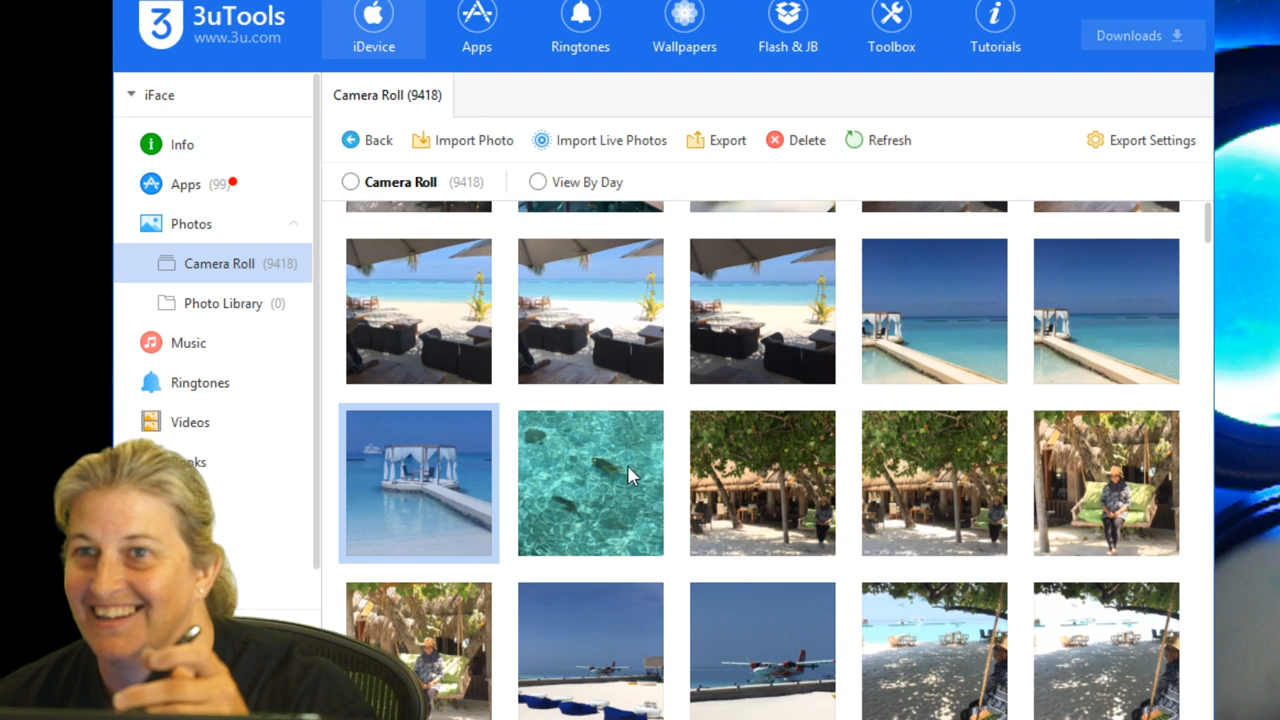 3 3uTools
www.3u.com
iDevice
Apps
Ringtones
Wallpapers
Flash & JB
Toolbox
Tutorials
Downloads
iFace
Camera Roll (9418)
Info
Apps (99)
Photos
Camera Roll (9418)
Photo Library (0)
Music
Ringtones
Videos
Back
Import Photo
Import Live Photos
Export
Delete
Refresh
Export Settings
Camera Roll (9418)
View By Day